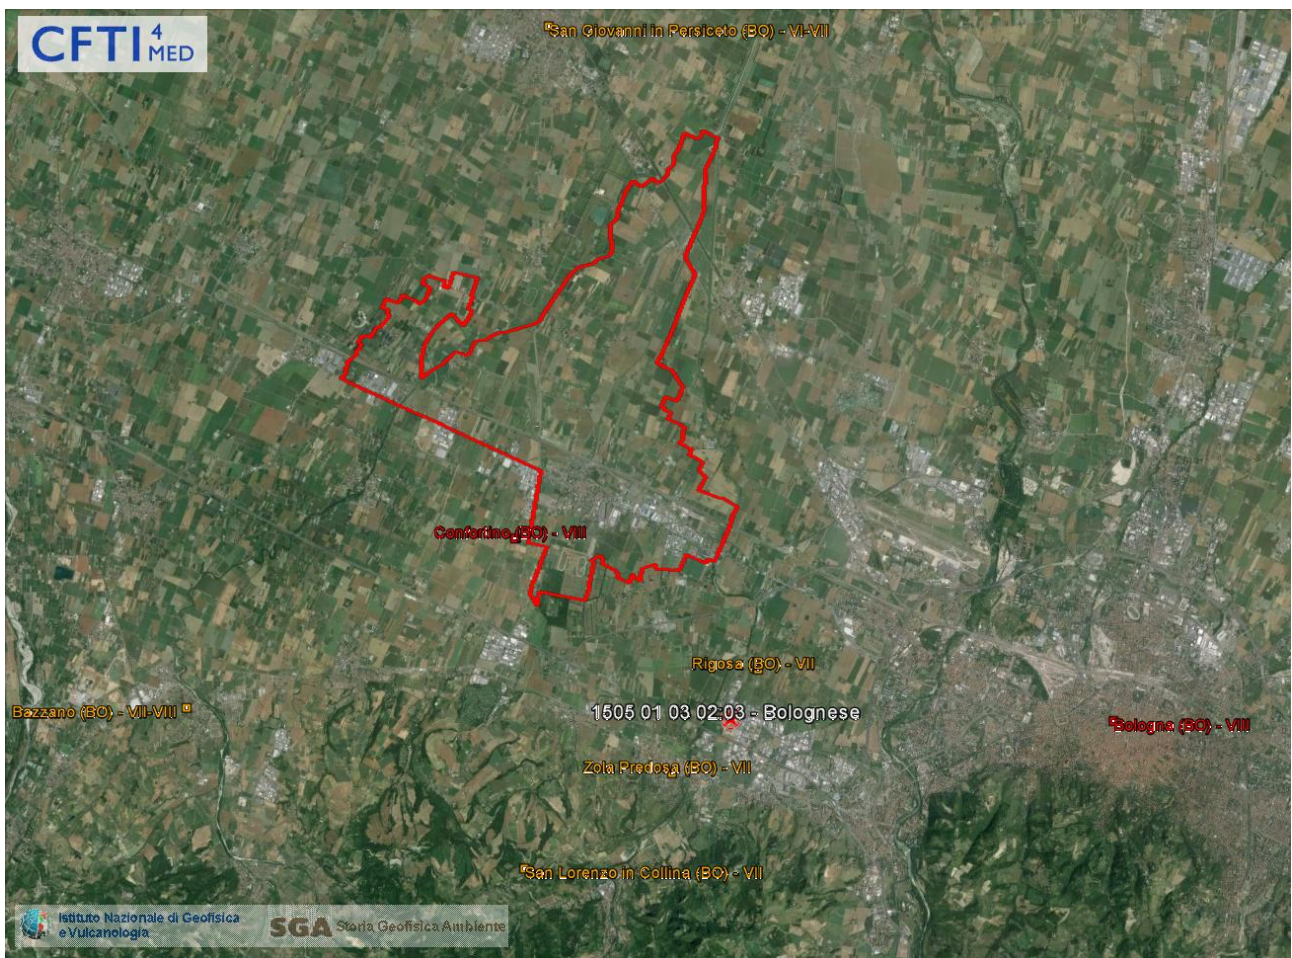 San Giovanni in Persiceto (BO) - VI-VII
CFTI 4 MED
Confortino (BO) - VIII
Rigosa (BO) - VII
Bazzano (BO) - VII-VIII
1505 01 03 02:03 - Bolognese
Bologna (BO) - VIII
Zola Predosa (BO) - VII
San Lorenzo in Collina (BO) - VII
Istituto Nazionale di Geofisica
e Vulcanologia
SGA Storia Geofisica Ambiente